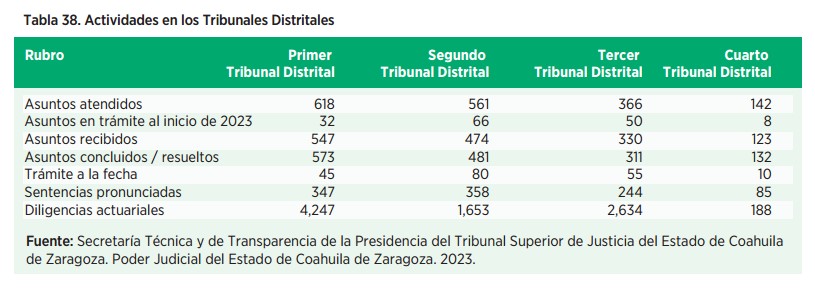 Tabla 38. Actividades en los Tribunales Distritales
Rubro Primer Tribunal Distrital Segundo Tribunal Distrital Tercer Tribunal Distrital Cuarto Tribunal Distrital
Asuntos atendidos 618 561 366 142
Asuntos en trámite al inicio de 2023 32 66 50 8
Asuntos recibidos 547 474 330 123
Asuntos concluidos / resueltos 573 481 311 132
Trámite a la fecha 45 80 55 10
Sentencias pronunciadas 347 358 244 85
Diligencias actuariales 4,247 1,653 2,634 188
Fuente: Secretaría Técnica y de Transparencia de la Presidencia del Tribunal Superior de Justicia del Estado de Coahuila
de Zaragoza. Poder Judicial del Estado de Coahuila de Zaragoza. 2023.